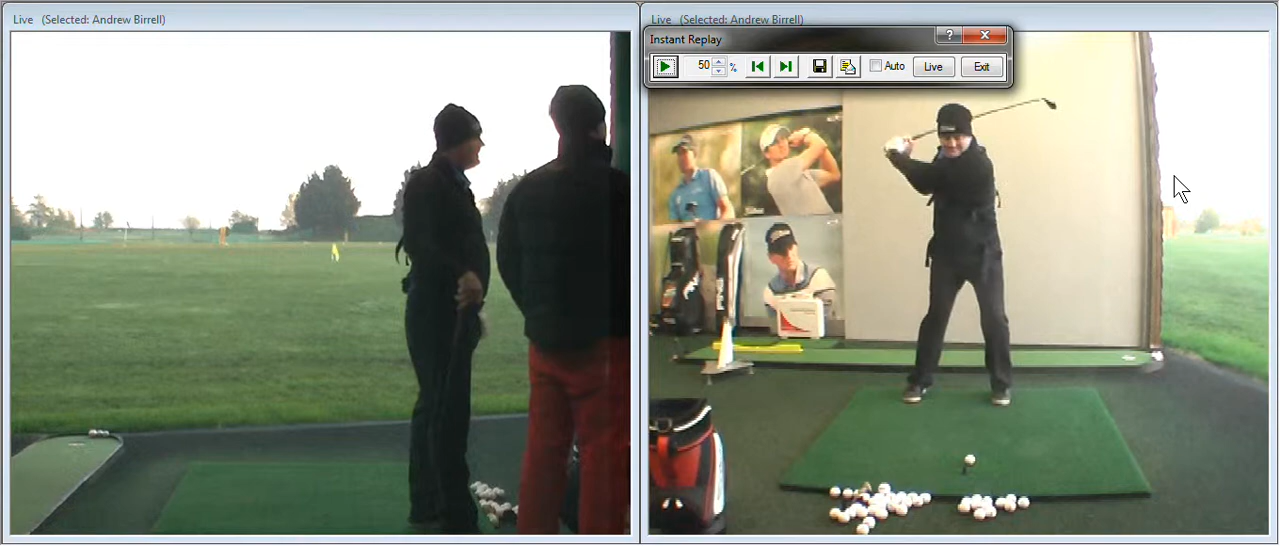 Live (Selected: Andrew Birrell)
Live (Selected: Andrew Birrell)
Instant Replay
50 %
Auto
Live
Exit